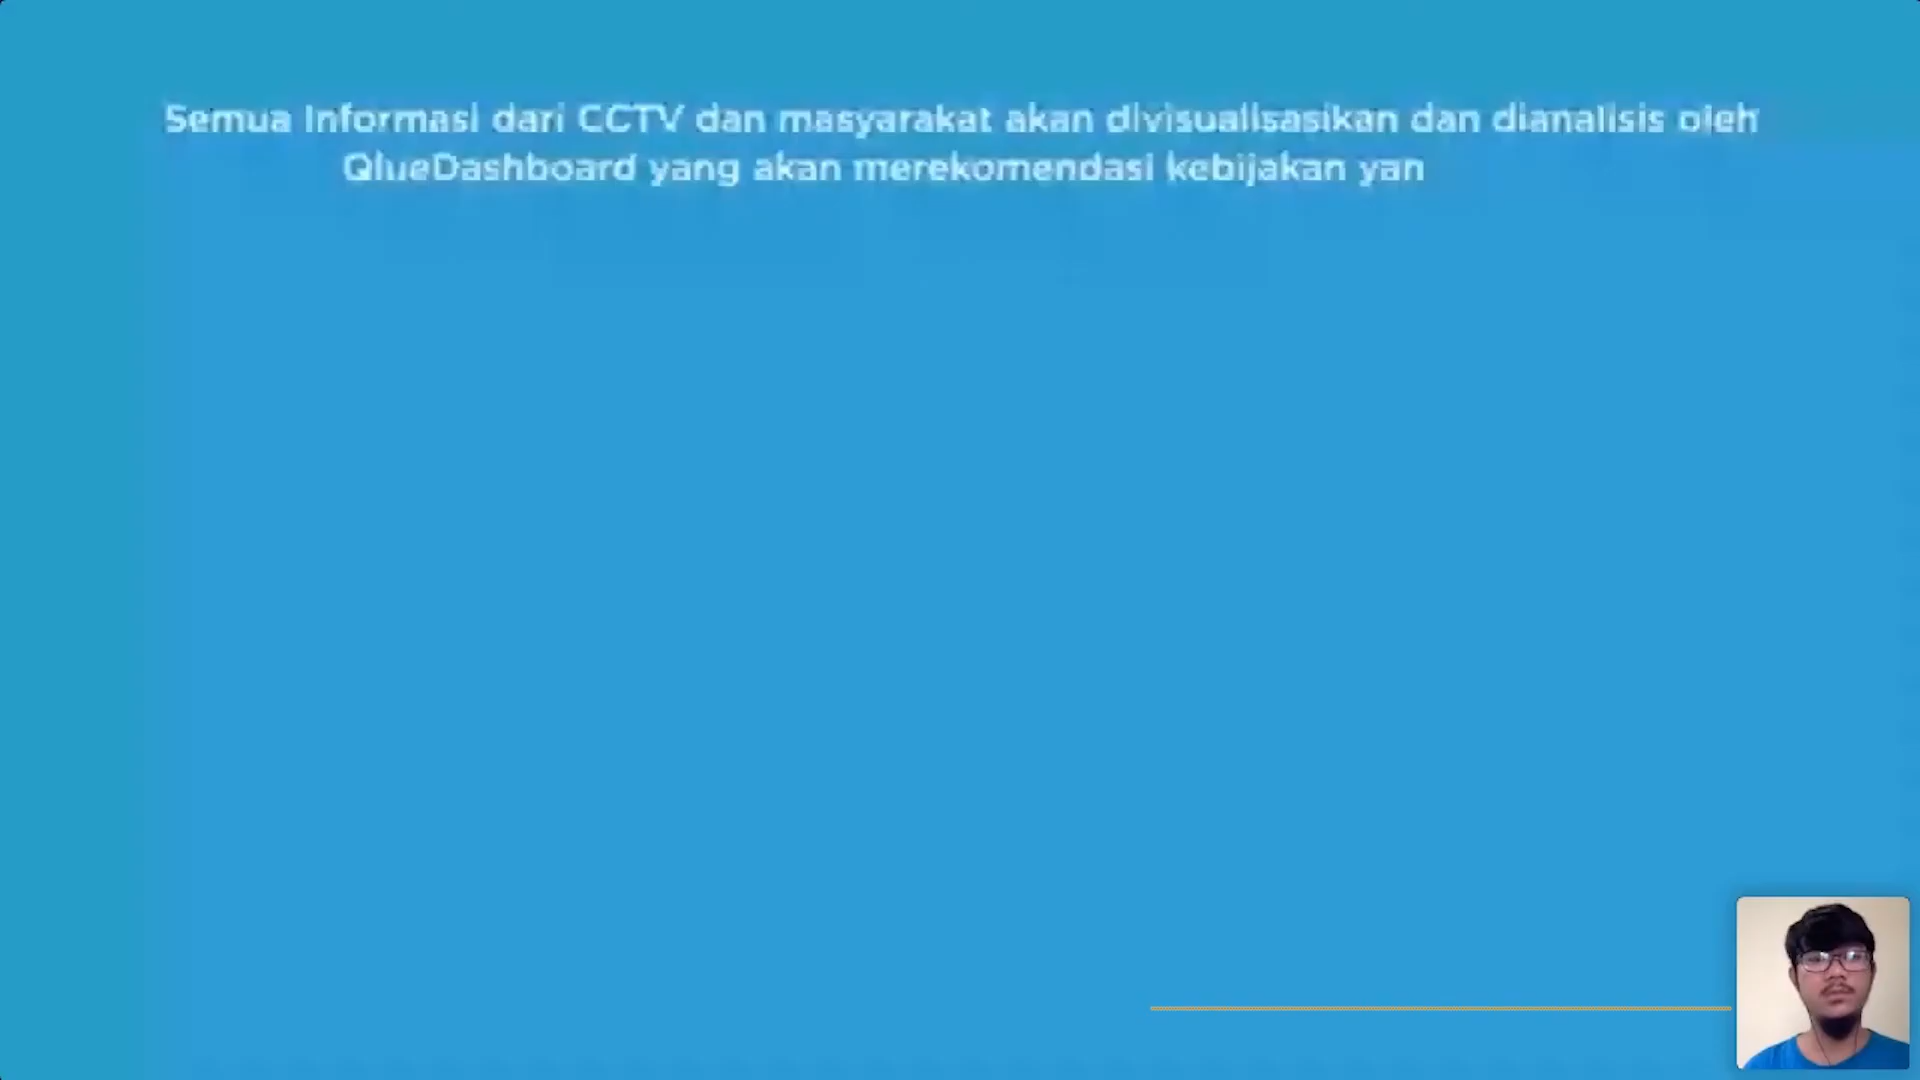 Semua Informasi dari CCTV dan masyarakat akan divisualisasikan dan dianalisis oleh
QlueDashboard yang akan merekomendasi kebijakan yan